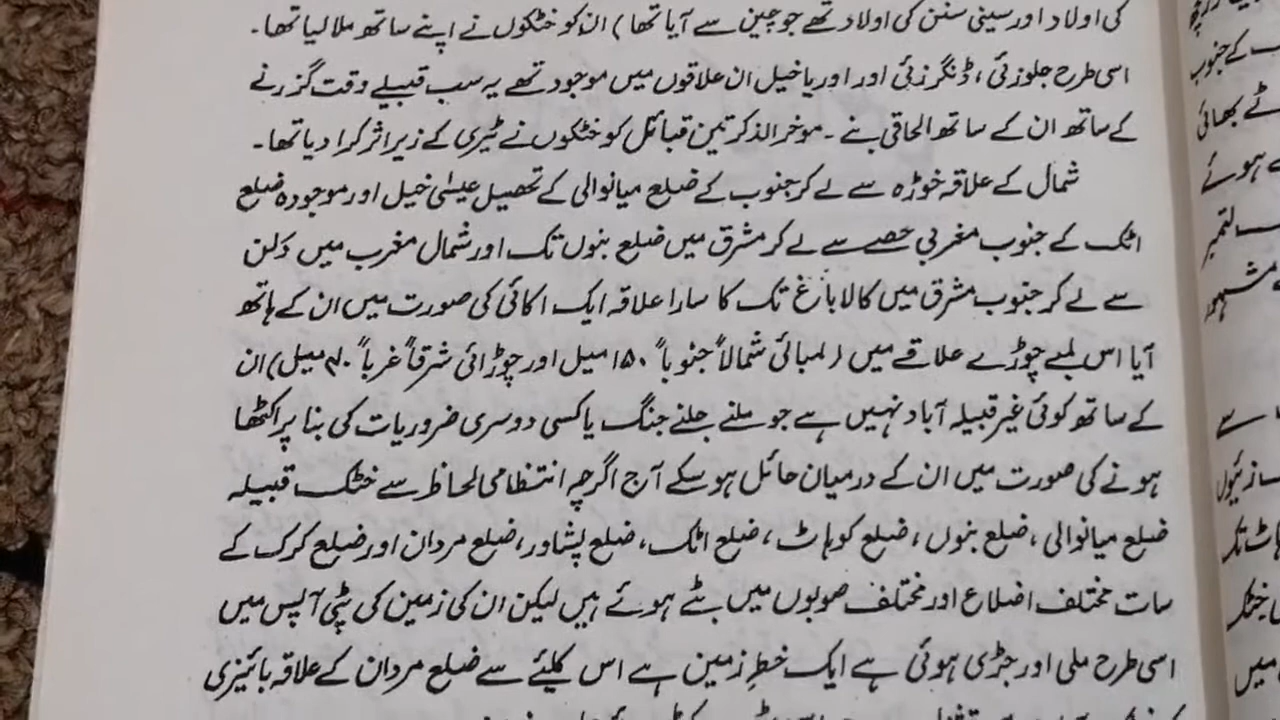 کی اولاد اور سینی سنن کی اولاد تھے جو چین سے آیا تھا) ان کو خٹکوں نے اپنے ساتھ ملا لیا تھا۔
اسی طرح جلوزئی، ڈنگرزئی اور اوریاخیل ان علاقوں میں موجود تھے یہ سب قبیلے وقت گزرنے
کے ساتھ ان کے ساتھ الحاقی بنے۔ موخرالذکر تین قبائل کو خٹکوں نے ٹیری کے زیر اثر کرا دیا تھا۔
شمال کے علاقہ خوڑہ سے لے کر جنوب کے ضلع میانوالی کے تحصیل عیسٰی خیل اور موجودہ ضلع
اٹک کے جنوب مغربی حصے سے لے کر مشرق میں ضلع بنوں تک اور شمال مغرب میں دلن
سے لے کر جنوب مشرق میں کالا باغ تک کا سارا علاقہ ایک اکائی کی صورت میں ان کے ہاتھ
آیا اس لمبے چوڑے علاقے میں (لمبائی شمالاً جنوباً ۱۵۰ میل اور چوڑائی شرقاً غرباً ۴۰ میل) ان
کے ساتھ کوئی غیر قبیلہ آباد نہیں ہے جو ملنے جلنے جنگ یا کسی دوسری ضروریات کی بنا پر اکٹھا
ہونے کی صورت میں ان کے درمیان حائل ہو سکے آج اگرچہ انتظامی لحاظ سے خٹک قبیلہ
ضلع میانوالی، ضلع بنوں، ضلع کوہاٹ، ضلع اٹک، ضلع پشاور، ضلع مردان اور ضلع کرک کے
سات مختلف اضلاع اور مختلف صوبوں میں بٹے ہوئے ہیں لیکن ان کی زمین کی پٹی آپس میں
اسی طرح ملی اور جڑی ہوئی ہے ایک خطہ زمین ہے اس کلیئے سے ضلع مردان کے علاقہ بائیزی